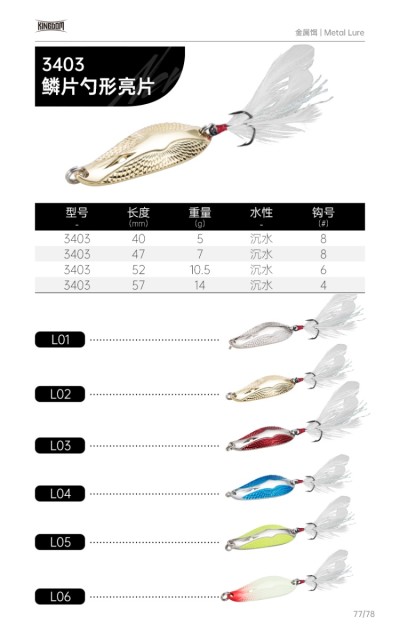 KINGDOM
金属饵 | Metal Lure
3403
鳞片勺形亮片
型号 长度 重量 水性 钩号
- (mm) (g) - (#)
3403 40 5 沉水 8
3403 47 7 沉水 8
3403 52 10.5 沉水 6
3403 57 14 沉水 4
L01
L02
L03
L04
L05
L06
77/78